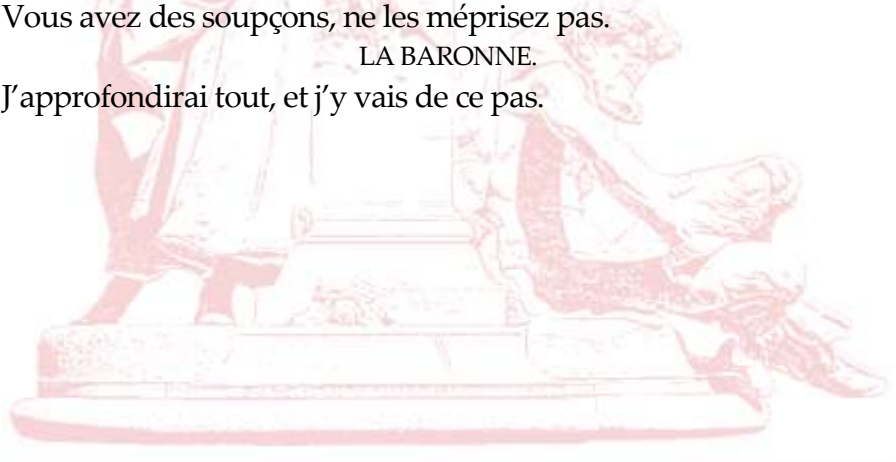 Vous avez des soupçons, ne les méprisez pas.
LA BARONNE.
J’approfondirai tout, et j’y vais de ce pas.